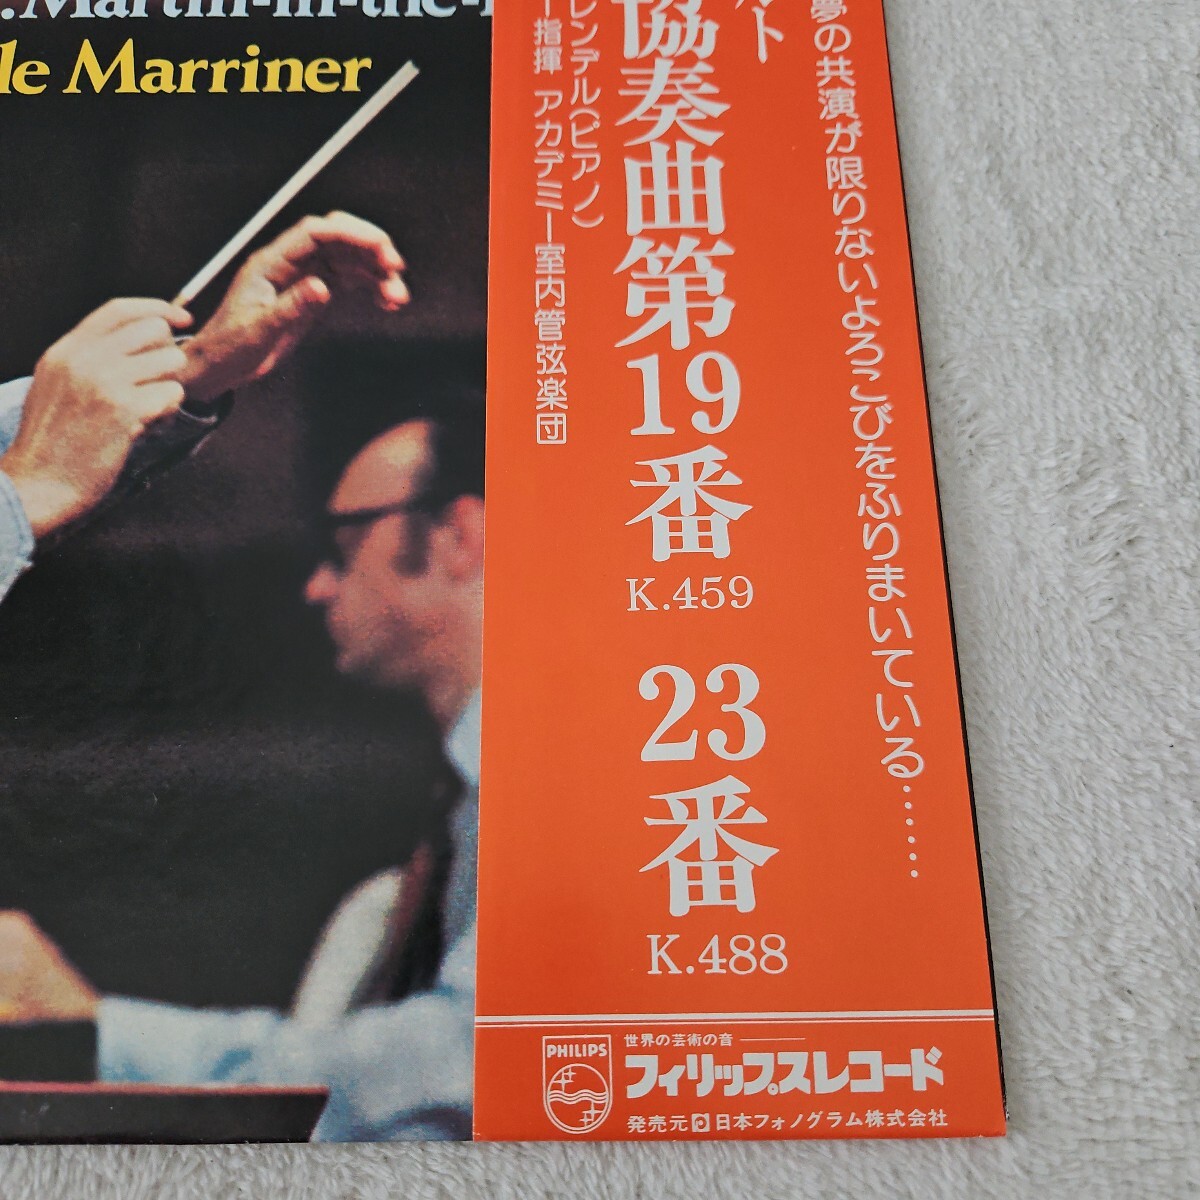 .Martin-in-the-
le Marriner
夢の共演が限りないよろこびをふりまいている……
ルト
協奏曲第19番
K.459
23番
K.488
レンデル(ピアノ)
ー指揮 アカデミー室内管弦楽団
PHILIPS
世界の芸術の音
フィリップスレコード
発売元 日本フォノグラム株式会社